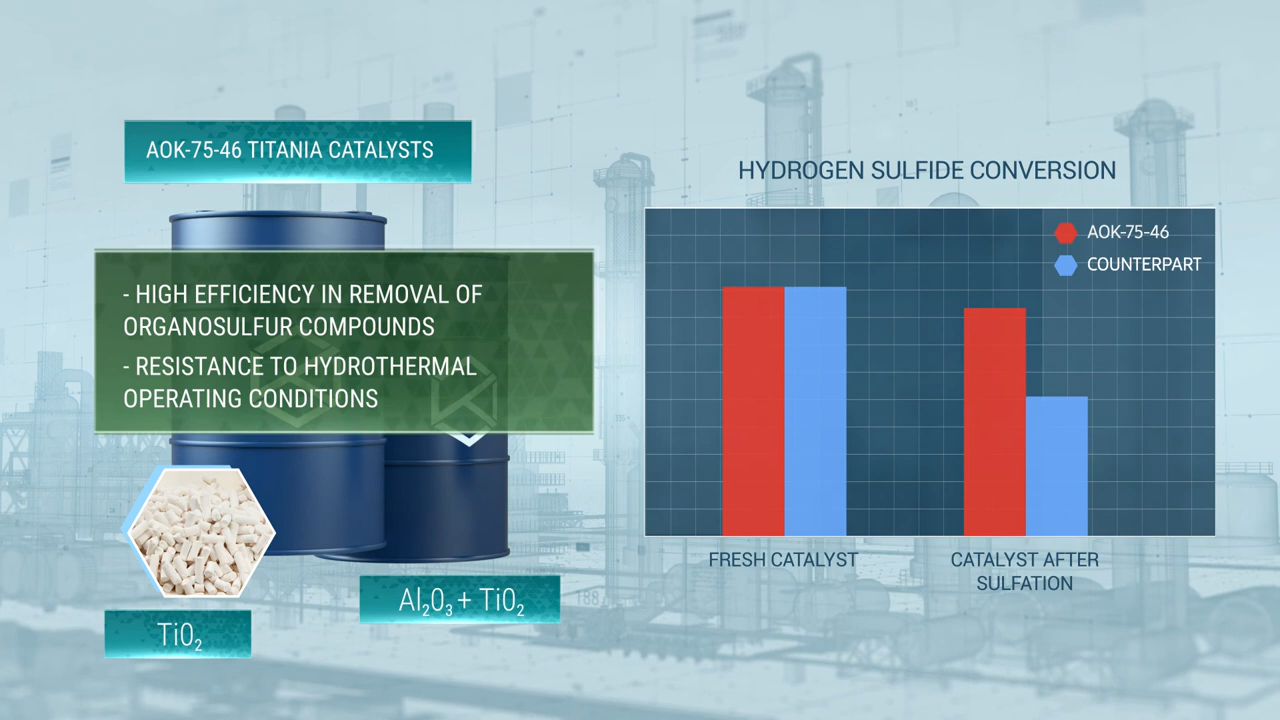 AOK-75-46 TITANIA CATALYSTS
- HIGH EFFICIENCY IN REMOVAL OF
ORGANOSULFUR COMPOUNDS
- RESISTANCE TO HYDROTHERMAL
OPERATING CONDITIONS
TiO₂
Al₂O₃ + TiO₂
HYDROGEN SULFIDE CONVERSION
AOK-75-46
COUNTERPART
FRESH CATALYST
CATALYST AFTER
SULFATION